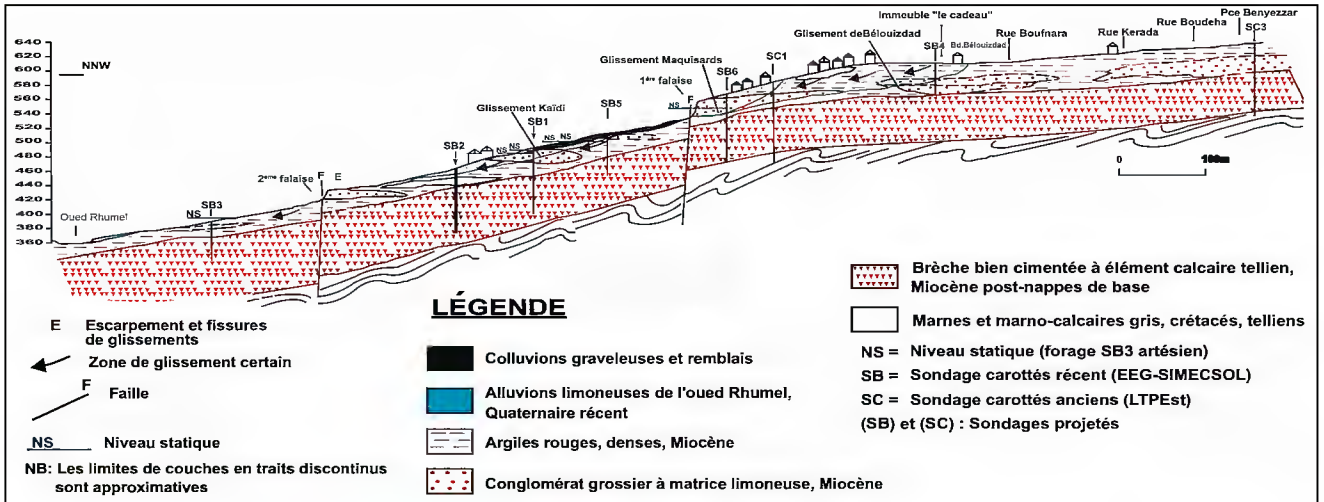 Immeuble "le cadeau"
Pce Benyezzar
Rue Boudeha
SC3
Rue Kerada
Rue Boufnara
Glisement deBélouizdad
SB4
Bd.Bélouizdad
Glissement Maquisards
SC1
1ère falaise
SB6
NS
F
640
620
600
580
560
540
520
500
480
460
440
420
400
380
360
NNW
Glissement Kaïdi
SB5
SB1
NS
NS
SB2
NS
NS
2eme falaise
F
E
SB3
NS
Oued Rhumel
0
100m
E Escarpement et fissures
de glissements
Zone de glissement certain
F
Faille
NS Niveau statique
NB: Les limites de couches en traits discontinus
sont approximatives
LÉGENDE
Colluvions graveleuses et remblais
Alluvions limoneuses de l'oued Rhumel,
Quaternaire récent
Argiles rouges, denses, Miocène
Conglomérat grossier à matrice limoneuse, Miocène
Brèche bien cimentée à élément calcaire tellien,
Miocène post-nappes de base
Marnes et marno-calcaires gris, crétacés, telliens
NS = Niveau statique (forage SB3 artésien)
SB = Sondage carottés récent (EEG-SIMECSOL)
SC = Sondage carottés anciens (LTPEst)
(SB) et (SC) : Sondages projetés